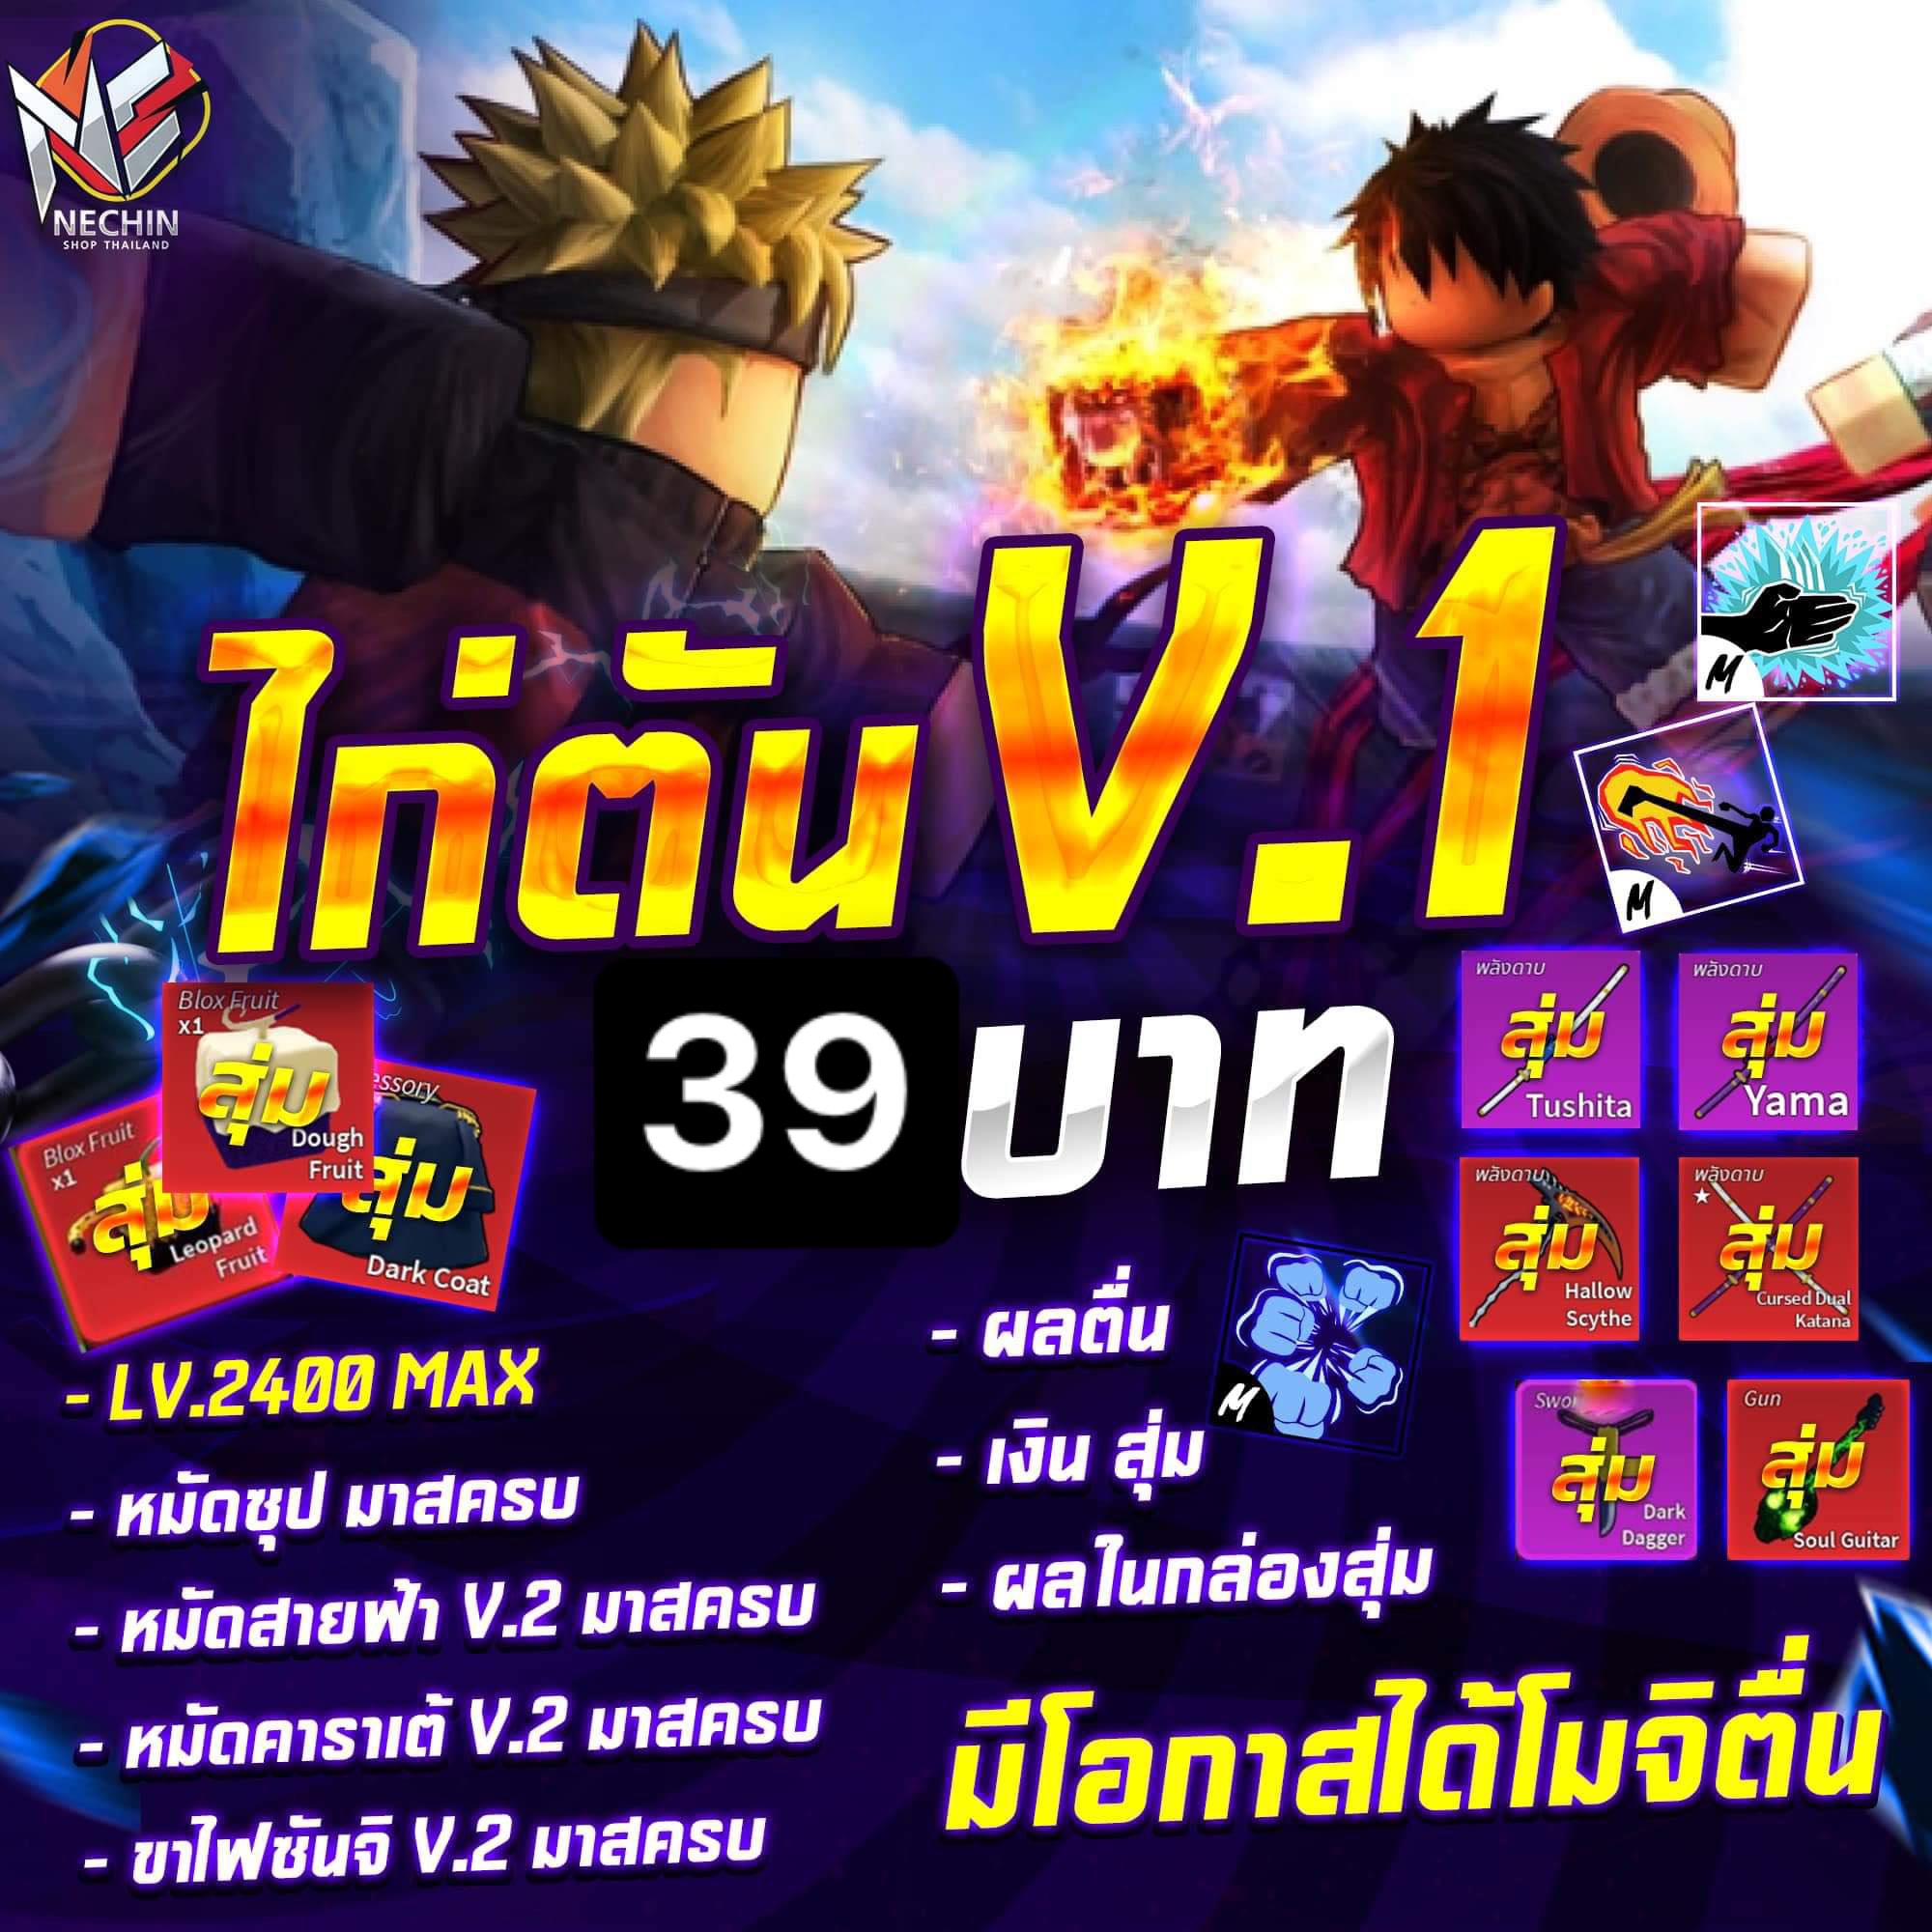 NECHIN
SHOP THAILAND
ไก่ตัน V.1
39 บาท
M
M
Blox Fruit
x1
สุ่ม
Dough
Fruit
Blox Fruit
x1
สุ่ม
Leopard
Fruit
essory
สุ่ม
Dark Coat
พลังดาบ
สุ่ม
Tushita
พลังดาบ
สุ่ม
Yama
พลังดาบ
สุ่ม
Hallow
Scythe
พลังดาบ
สุ่ม
Cursed Dual
Katana
Swor
สุ่ม
Dark
Dagger
Gun
สุ่ม
Soul Guitar
- LV.2400 MAX
- หมัดซุป มาสครบ
- หมัดสายฟ้า V.2 มาสครบ
- หมัดคาราเต้ V.2 มาสครบ
- ขาไฟซันจิ V.2 มาสครบ
- ผลตื่น
M
- เงิน สุ่ม
- ผลในกล่องสุ่ม
มีโอกาสได้โมจิตื่น